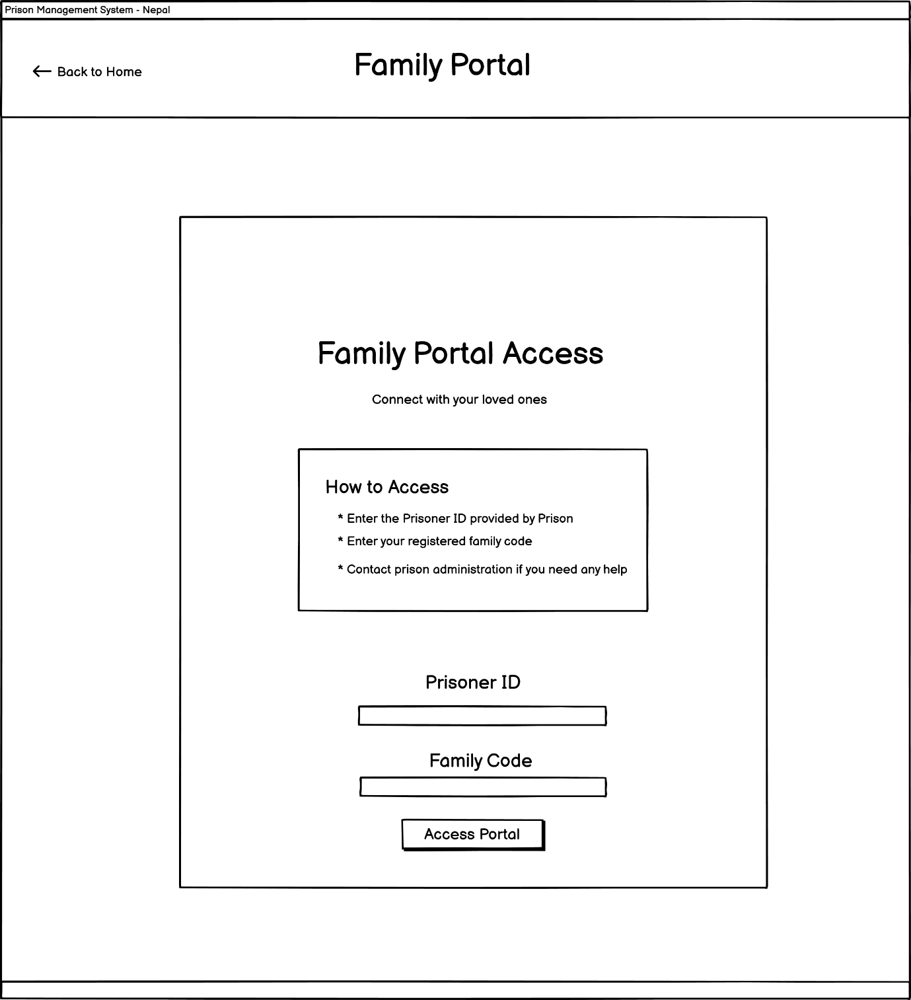 Prison Management System - Nepal
← Back to Home
Family Portal
Family Portal Access
Connect with your loved ones
How to Access
* Enter the Prisoner ID provided by Prison
* Enter your registered family code
* Contact prison administration if you need any help
Prisoner ID
Family Code
Access Portal